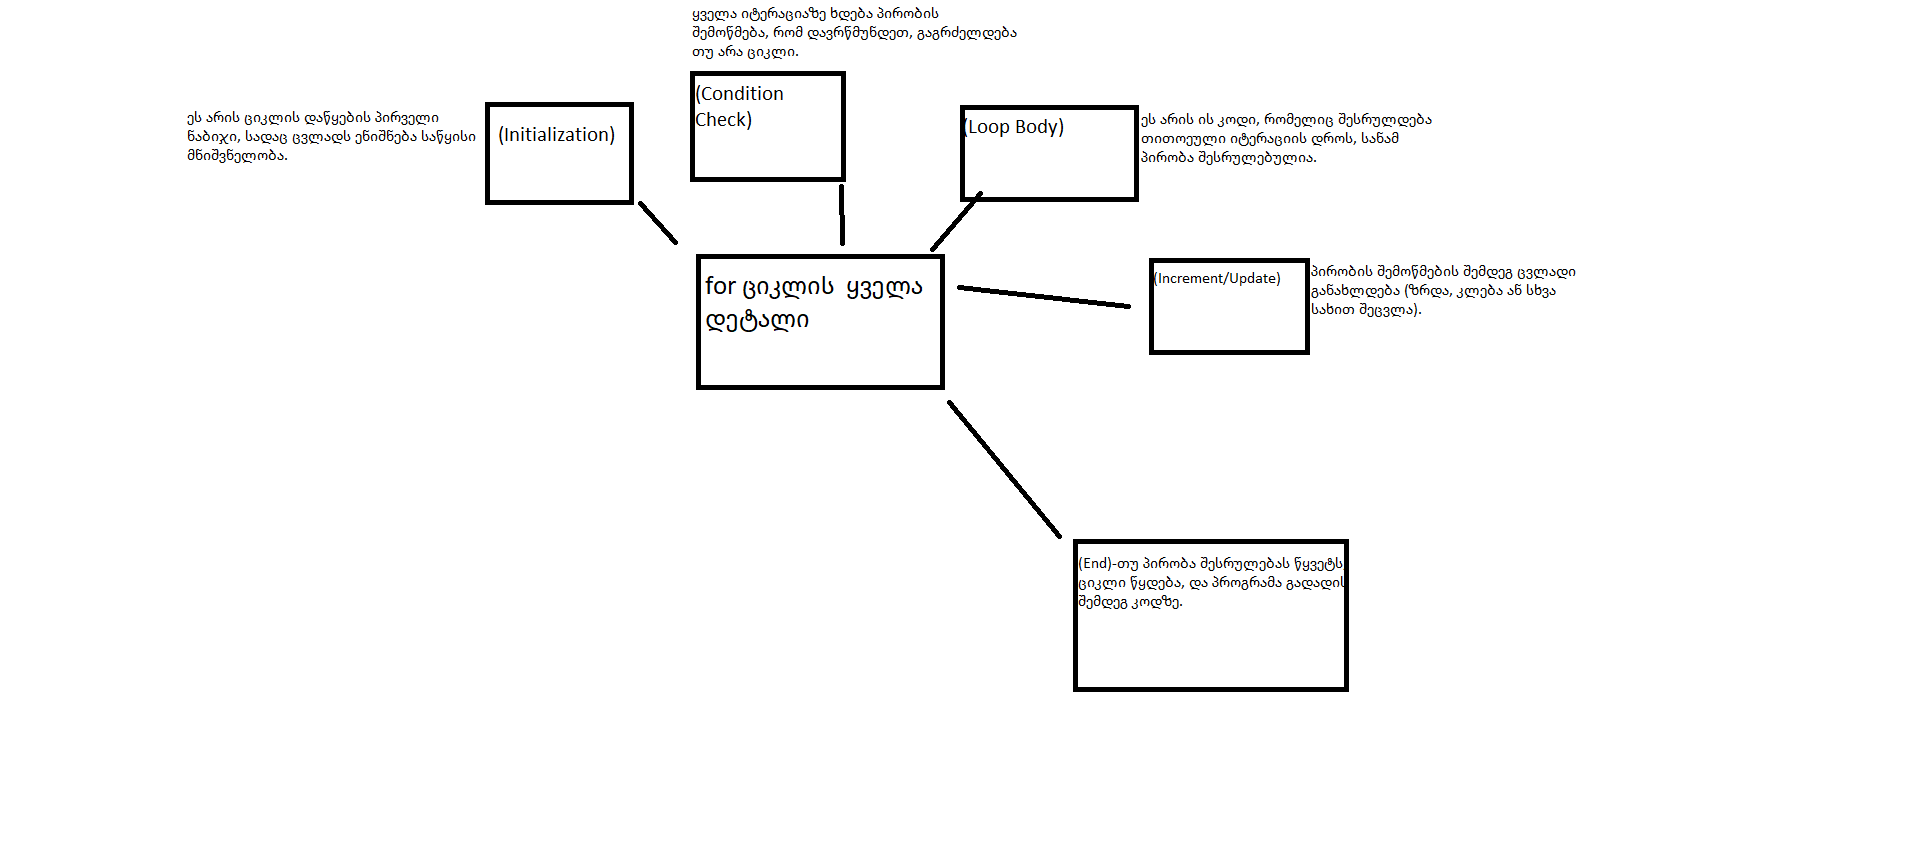 ყველა იტერაციაზე ხდება პირობის
შემოწმება, რომ დავრწმუნდეთ, გაგრძელდება
თუ არა ციკლი.
ეს არის ციკლის დაწყების პირველი
ნაბიჯი, სადაც ცვლადს ენიშნება საწყისი
მნიშვნელობა.
(Initialization)
(Condition
Check)
(Loop Body)
ეს არის ის კოდი, რომელიც შესრულდება
თითოეული იტერაციის დროს, სანამ
პირობა შესრულებულია.
for ციკლის  ყველა
დეტალი
(Increment/Update)
პირობის შემოწმების შემდეგ ცვლადი
განახლდება (ზრდა, კლება ან სხვა
სახით შეცვლა).
(End)-თუ პირობა შესრულებას წყვეტს,
ციკლი წყდება, და პროგრამა გადადის
შემდეგ კოდზე.